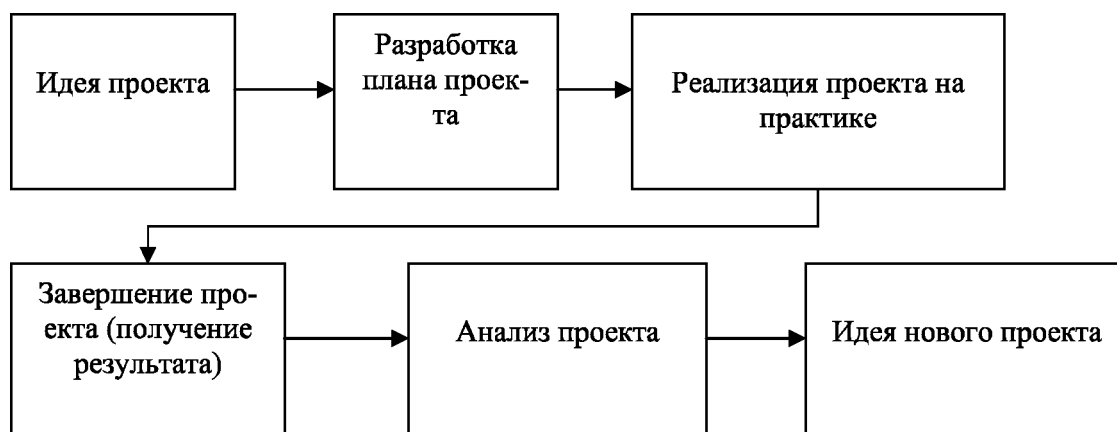 Идея проекта
Разработка
плана проек-
та
Реализация проекта на
практике
Завершение про-
екта (получение
результата)
Анализ проекта
Идея нового проекта